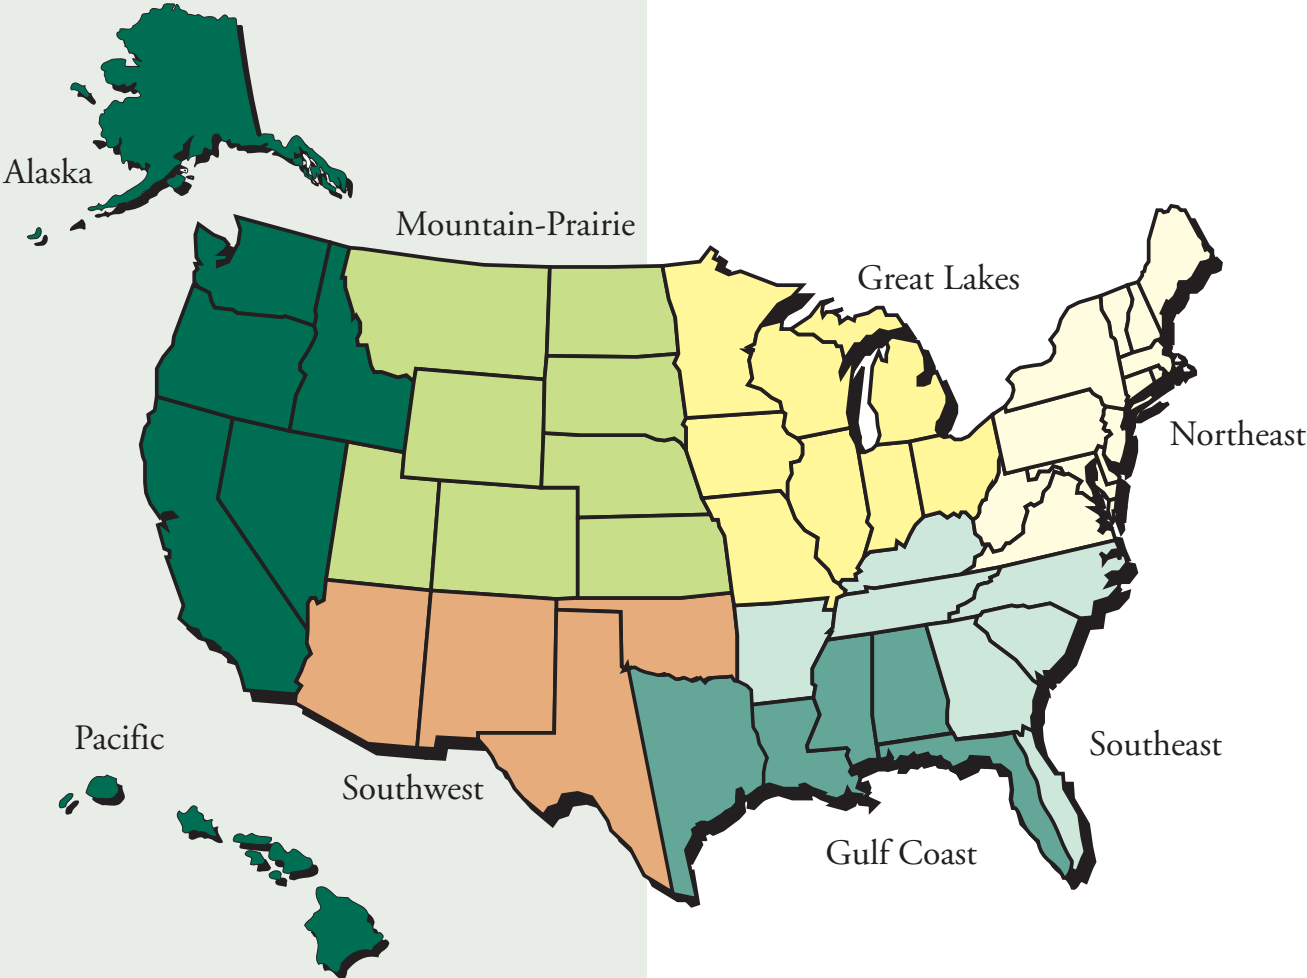 Alaska
Mountain-Prairie
Great Lakes
Northeast
Pacific
Southwest
Southeast
Gulf Coast